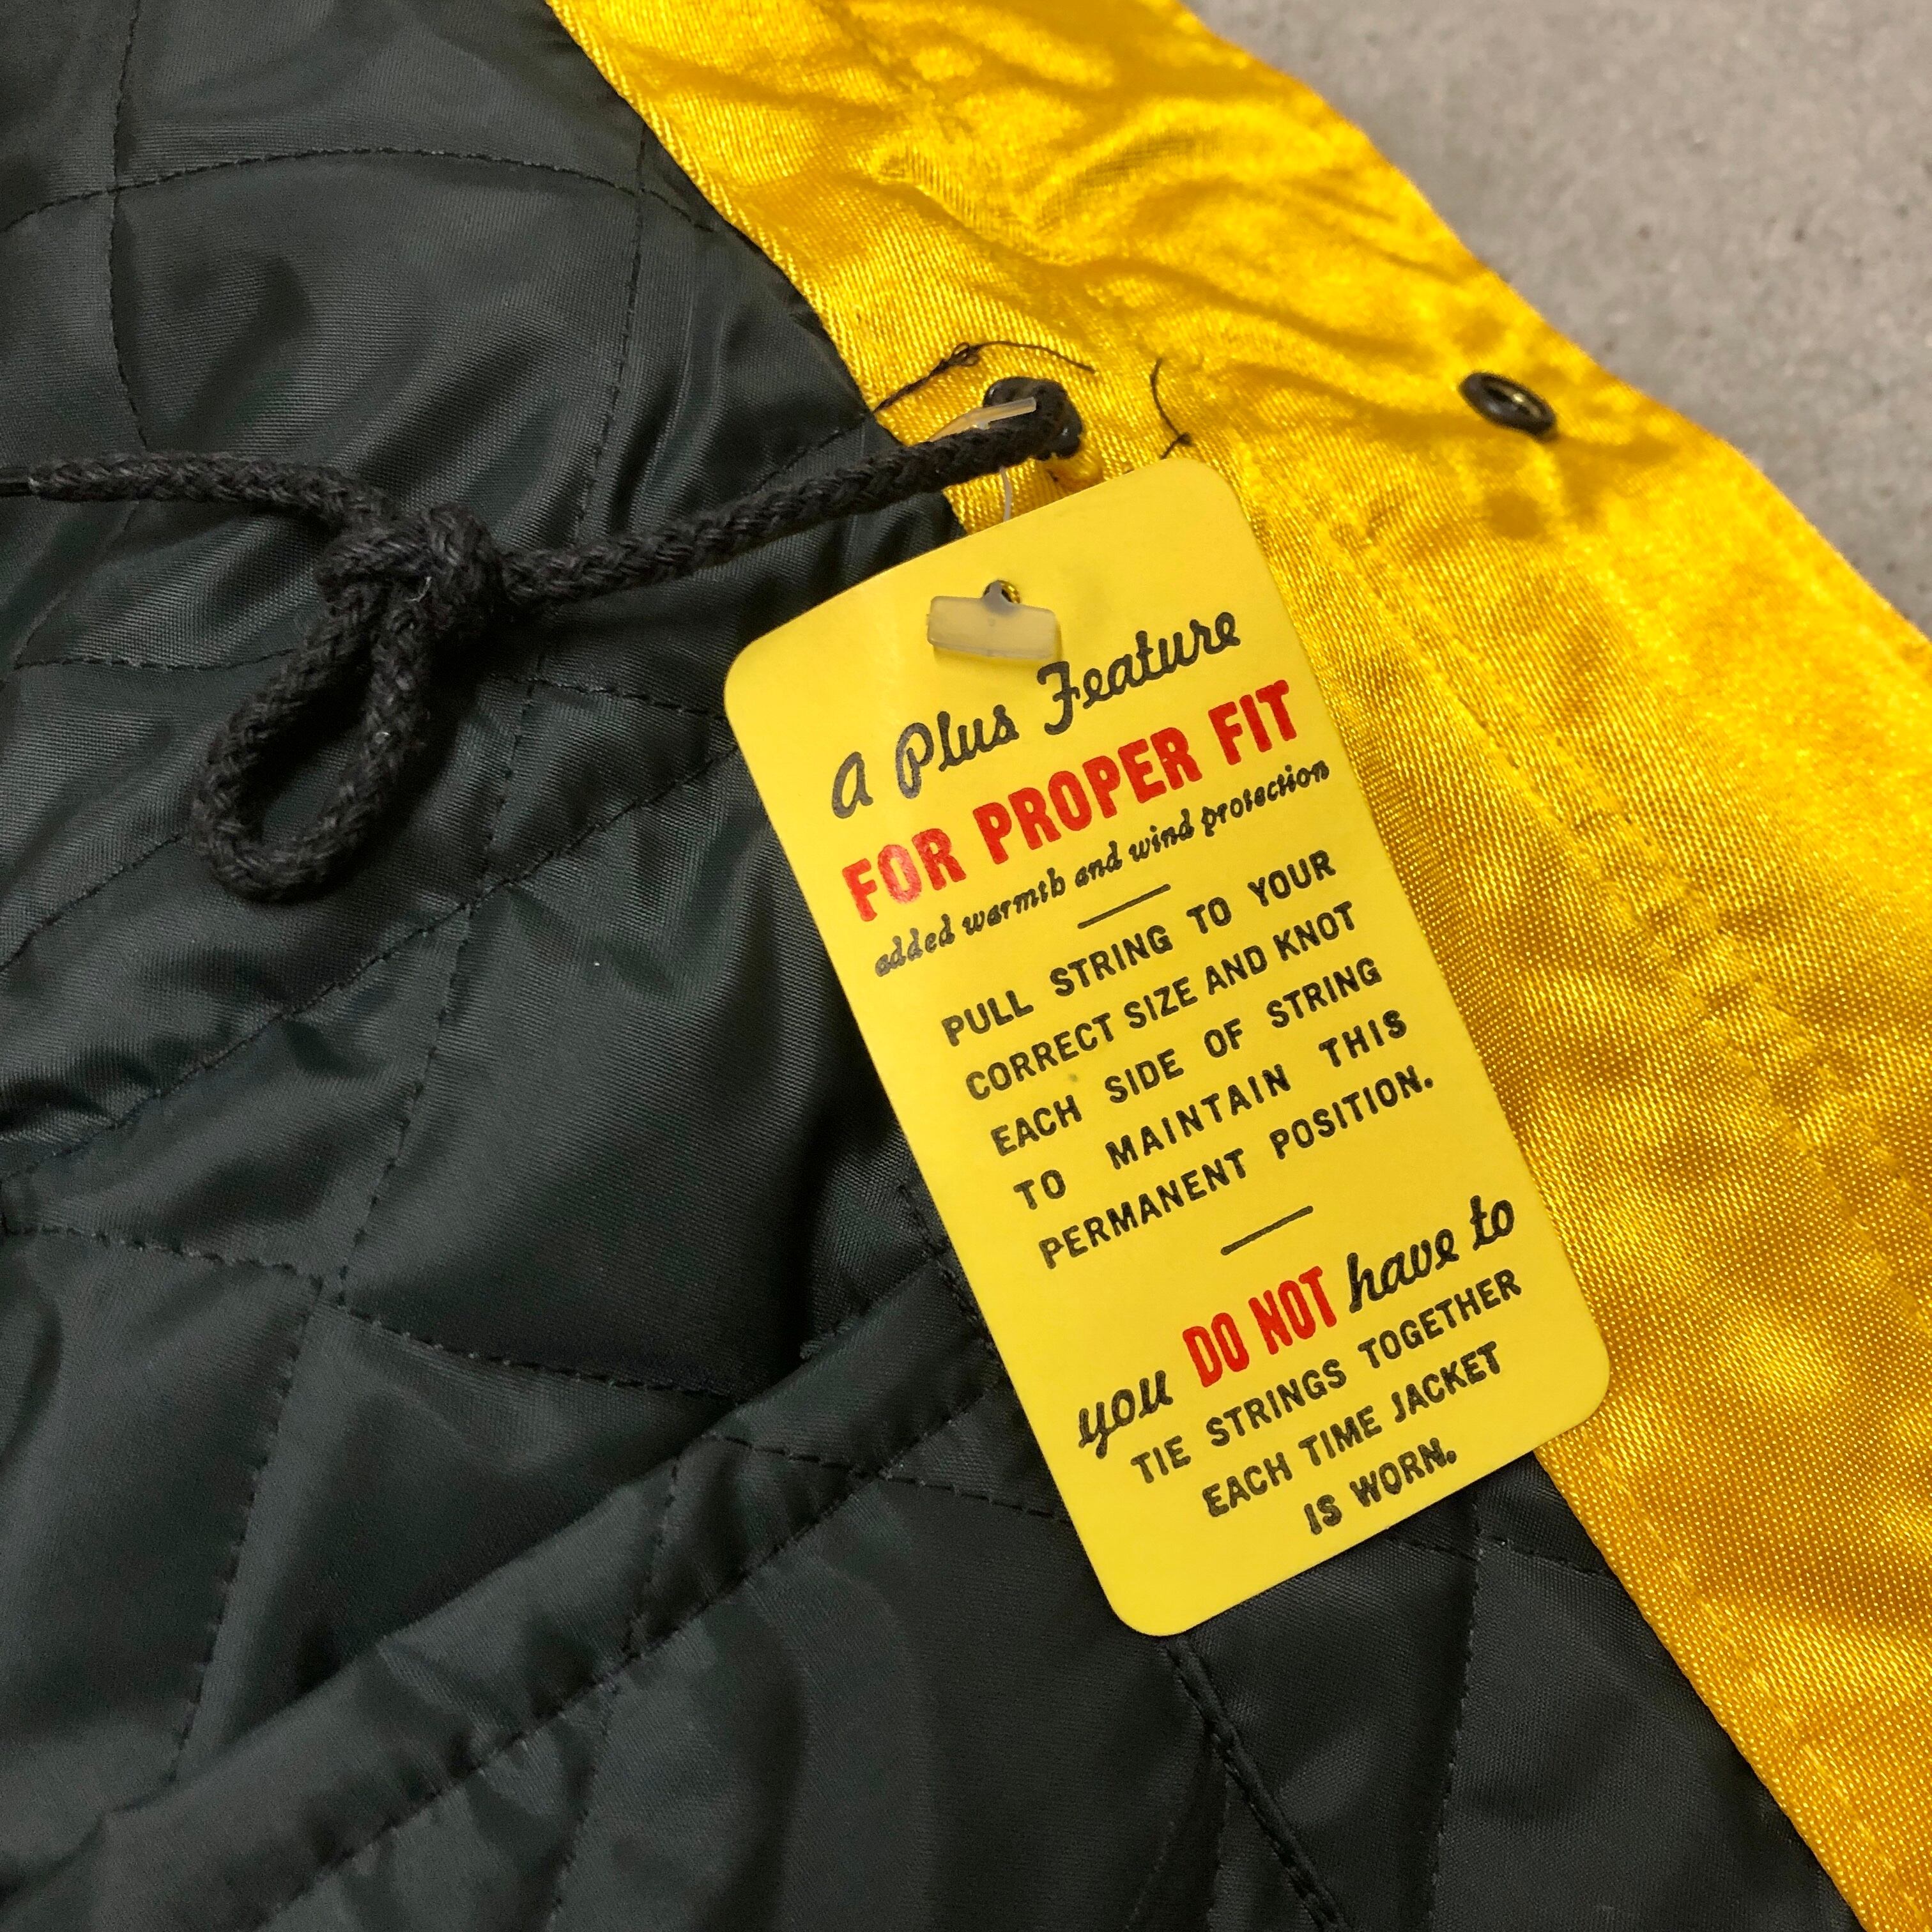 a Plus Feature
FOR PROPER FIT
added warmth and wind protection
PULL STRING TO YOUR
CORRECT SIZE AND KNOT
EACH SIDE OF STRING
TO MAINTAIN THIS
PERMANENT POSITION.
you DO NOT have to
TIE STRINGS TOGETHER
EACH TIME JACKET
IS WORN.